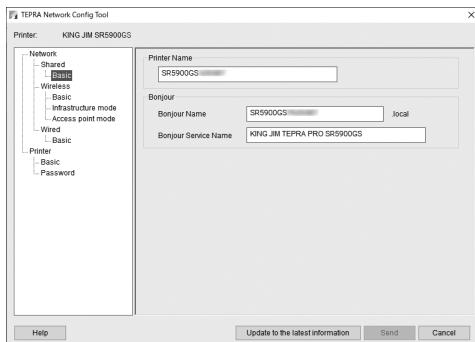 TEPRA Network Config Tool
Printer: KING JIM SR5900GS
Network
Shared
Basic
Wireless
Basic
Infrastructure mode
Access point mode
Wired
Basic
Printer
Basic
Password
Printer Name
SR5900GS
Bonjour
Bonjour Name SR5900GS .local
Bonjour Service Name KING JIM TEPRA PRO SR5900GS
Help Update to the latest information Send Cancel